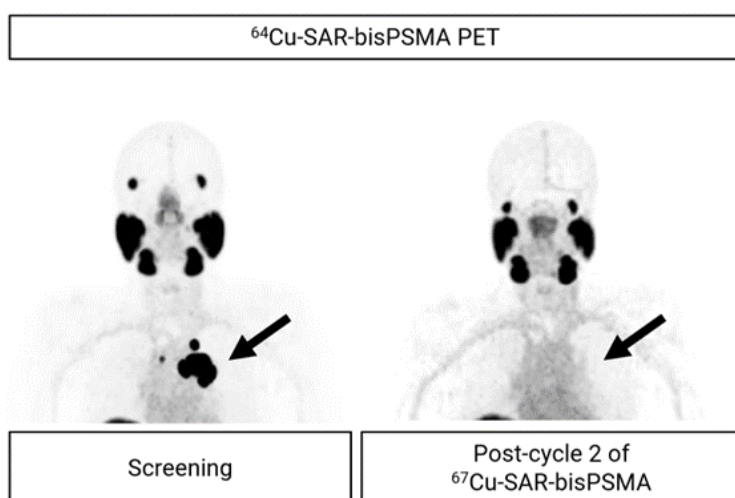 ⁶⁴Cu-SAR-bisPSMA PET
Screening
Post-cycle 2 of
⁶⁷Cu-SAR-bisPSMA